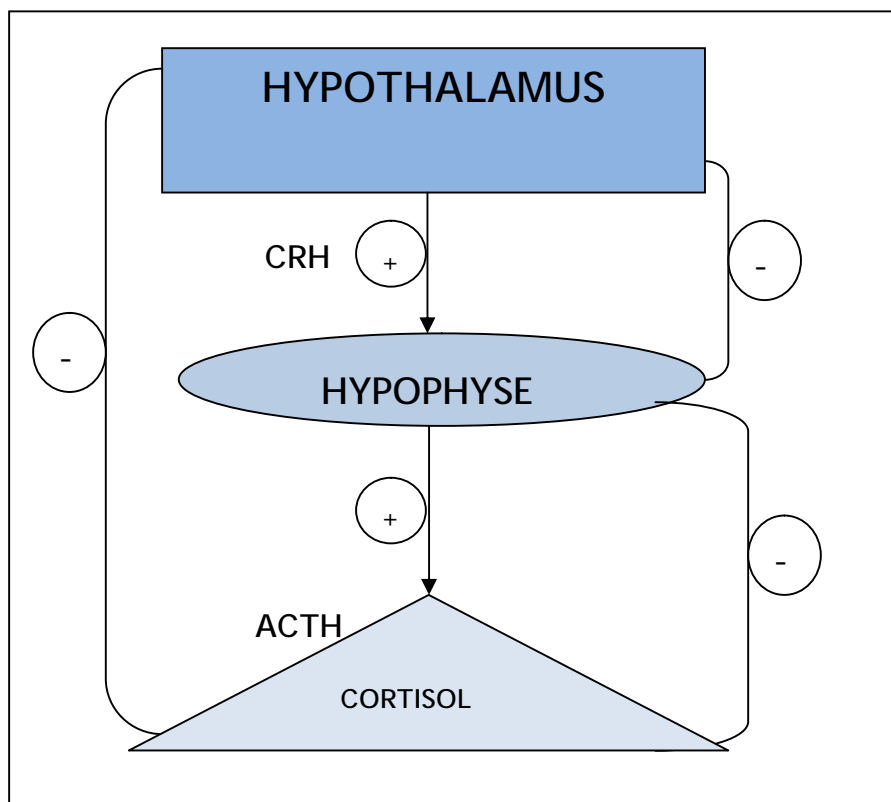 HYPOTHALAMUS
CRH
+
-
-
HYPOPHYSE
+
-
ACTH
CORTISOL